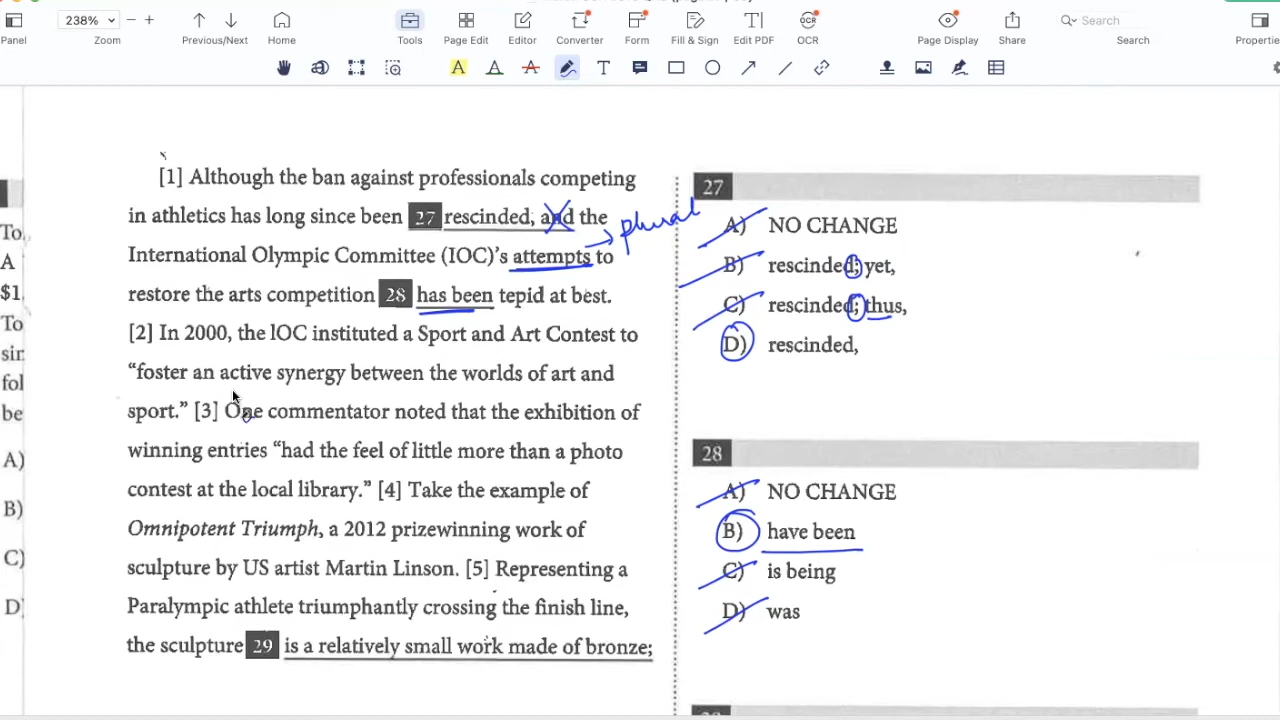 238%
Panel
Zoom
Previous/Next
Home
Tools
Page Edit
Editor
Converter
Form
Fill & Sign
Edit PDF
OCR
OCR
Page Display
Share
Search
Search
Properties
To
A
$1
To
sin
fol
be
A)
B)
C)
D
[1] Although the ban against professionals competing
in athletics has long since been 27 rescinded, and the
plural
International Olympic Committee (IOC)'s attempts to
restore the arts competition 28 has been tepid at best.
[2] In 2000, the lOC instituted a Sport and Art Contest to
“foster an active synergy between the worlds of art and
sport.” [3] One commentator noted that the exhibition of
winning entries “had the feel of little more than a photo
contest at the local library.” [4] Take the example of
Omnipotent Triumph, a 2012 prizewinning work of
sculpture by US artist Martin Linson. [5] Representing a
Paralympic athlete triumphantly crossing the finish line,
the sculpture 29 is a relatively small work made of bronze;
27
A) NO CHANGE
B) rescinded; yet,
C) rescinded; thus,
D) rescinded,
28
A) NO CHANGE
B) have been
C) is being
D) was